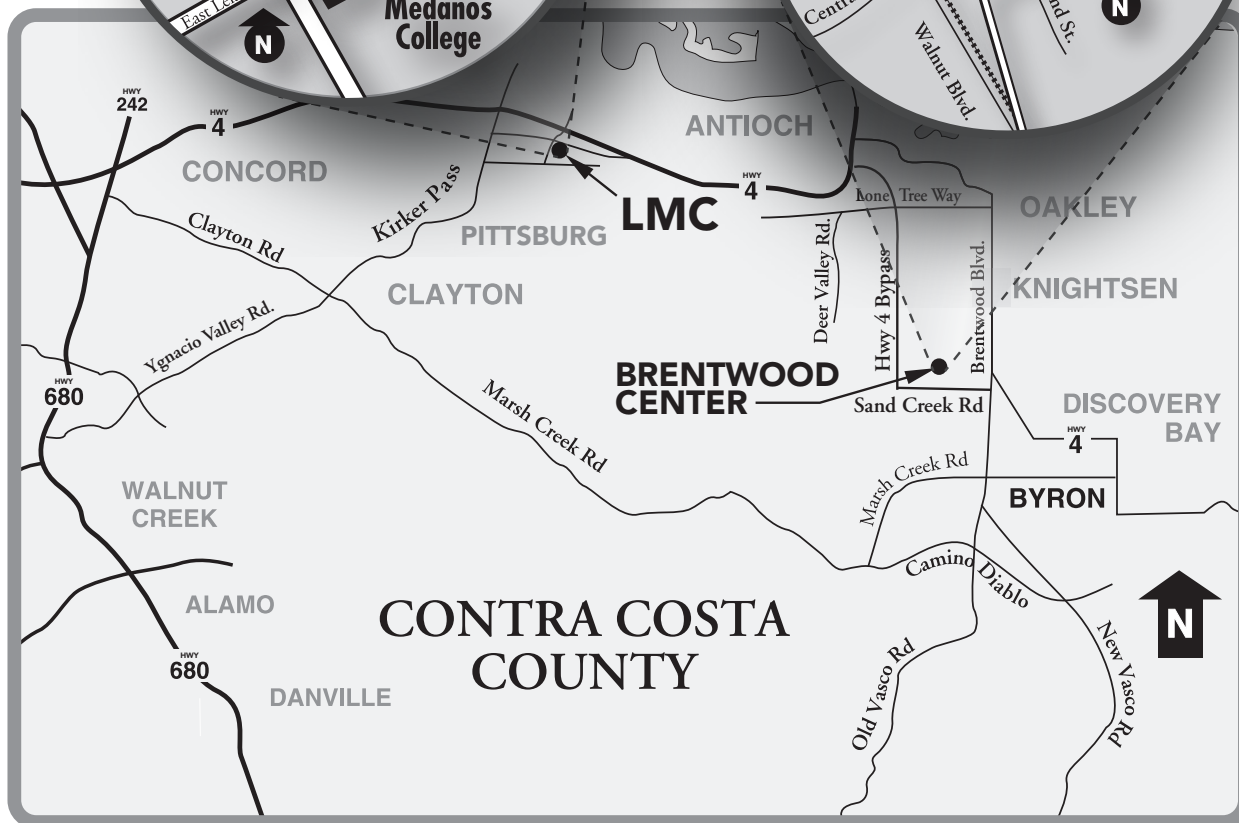 East
Medanos
College
N
Walnut Blvd.
St.
N
HWY
242
HWY
4
ANTIOCH
CONCORD
HWY
4
Kirker Pass
LMC
Lone Tree Way
OAKLEY
Clayton Rd
PITTSBURG
Deer Valley Rd.
Hwy 4 Bypass
Brentwood Blvd.
CLAYTON
KNIGHTSEN
Ygnacio Valley Rd.
HWY
680
BRENTWOOD
CENTER
Sand Creek Rd
DISCOVERY
BAY
Marsh Creek Rd
HWY
4
Marsh Creek Rd
BYRON
WALNUT
CREEK
Camino Diablo
ALAMO
CONTRA COSTA
COUNTY
N
New Vasco Rd
Old Vasco Rd
HWY
680
DANVILLE